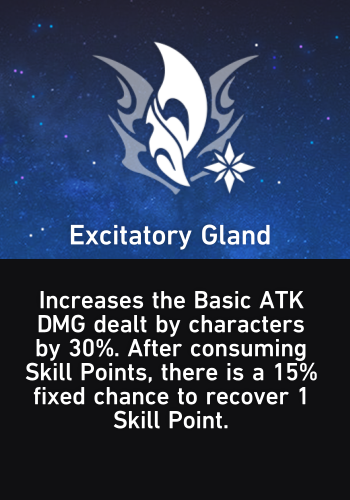 Excitatory Gland
Increases the Basic ATK
DMG dealt by characters
by 30%. After consuming
Skill Points, there is a 15%
fixed chance to recover 1
Skill Point.